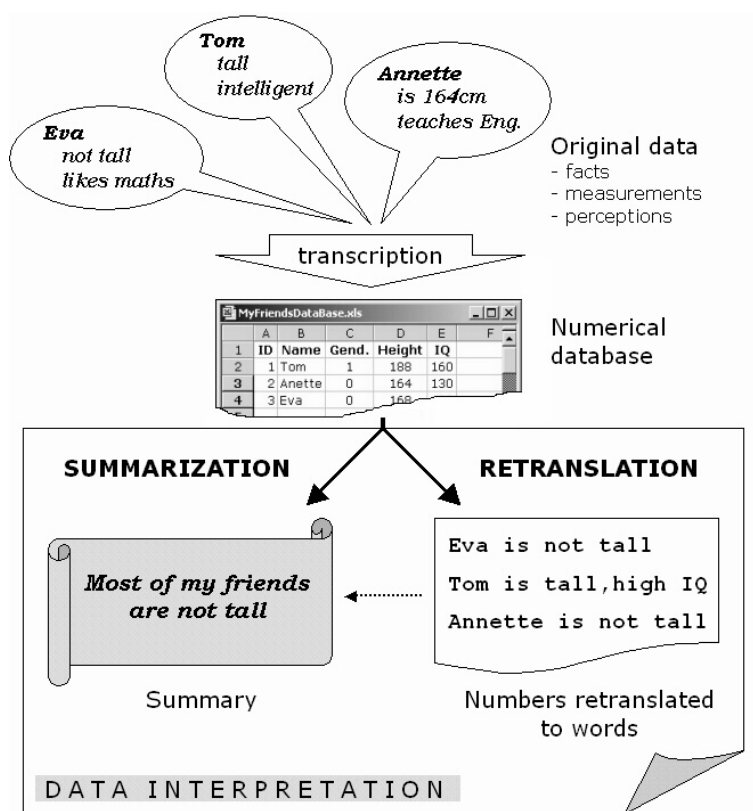 Tom
tall
intelligent
Annette
is 164cm
teaches Eng.
Eva
not tall
likes maths
Original data
- facts
- measurements
- perceptions
transcription
MyFriendsDataBase.xls
A B C D E F
1 ID Name Gend. Height IQ
2 1 Tom 1 188 160
3 2 Anette 0 164 130
4 3 Eva 0 168
Numerical
database
SUMMARIZATION
RETRANSLATION
Most of my friends
are not tall
Eva is not tall
Tom is tall,high IQ
Annette is not tall
Summary
Numbers retranslated
to words
DATA INTERPRETATION